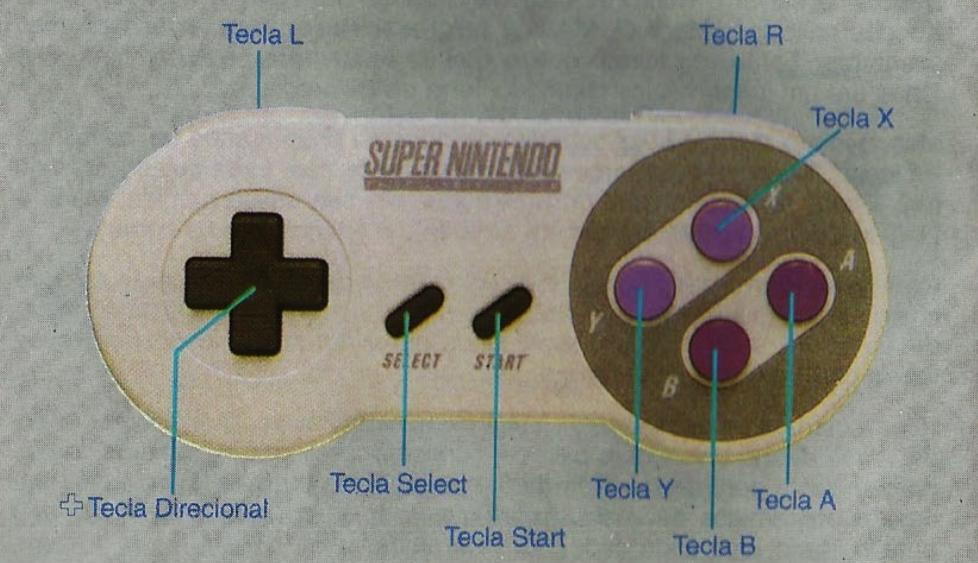 Tecla L
Tecla R
Tecla X
SUPER NINTENDO
X
A
Y
B
SELECT
START
Tecla Direcional
Tecla Select
Tecla Start
Tecla Y
Tecla B
Tecla A